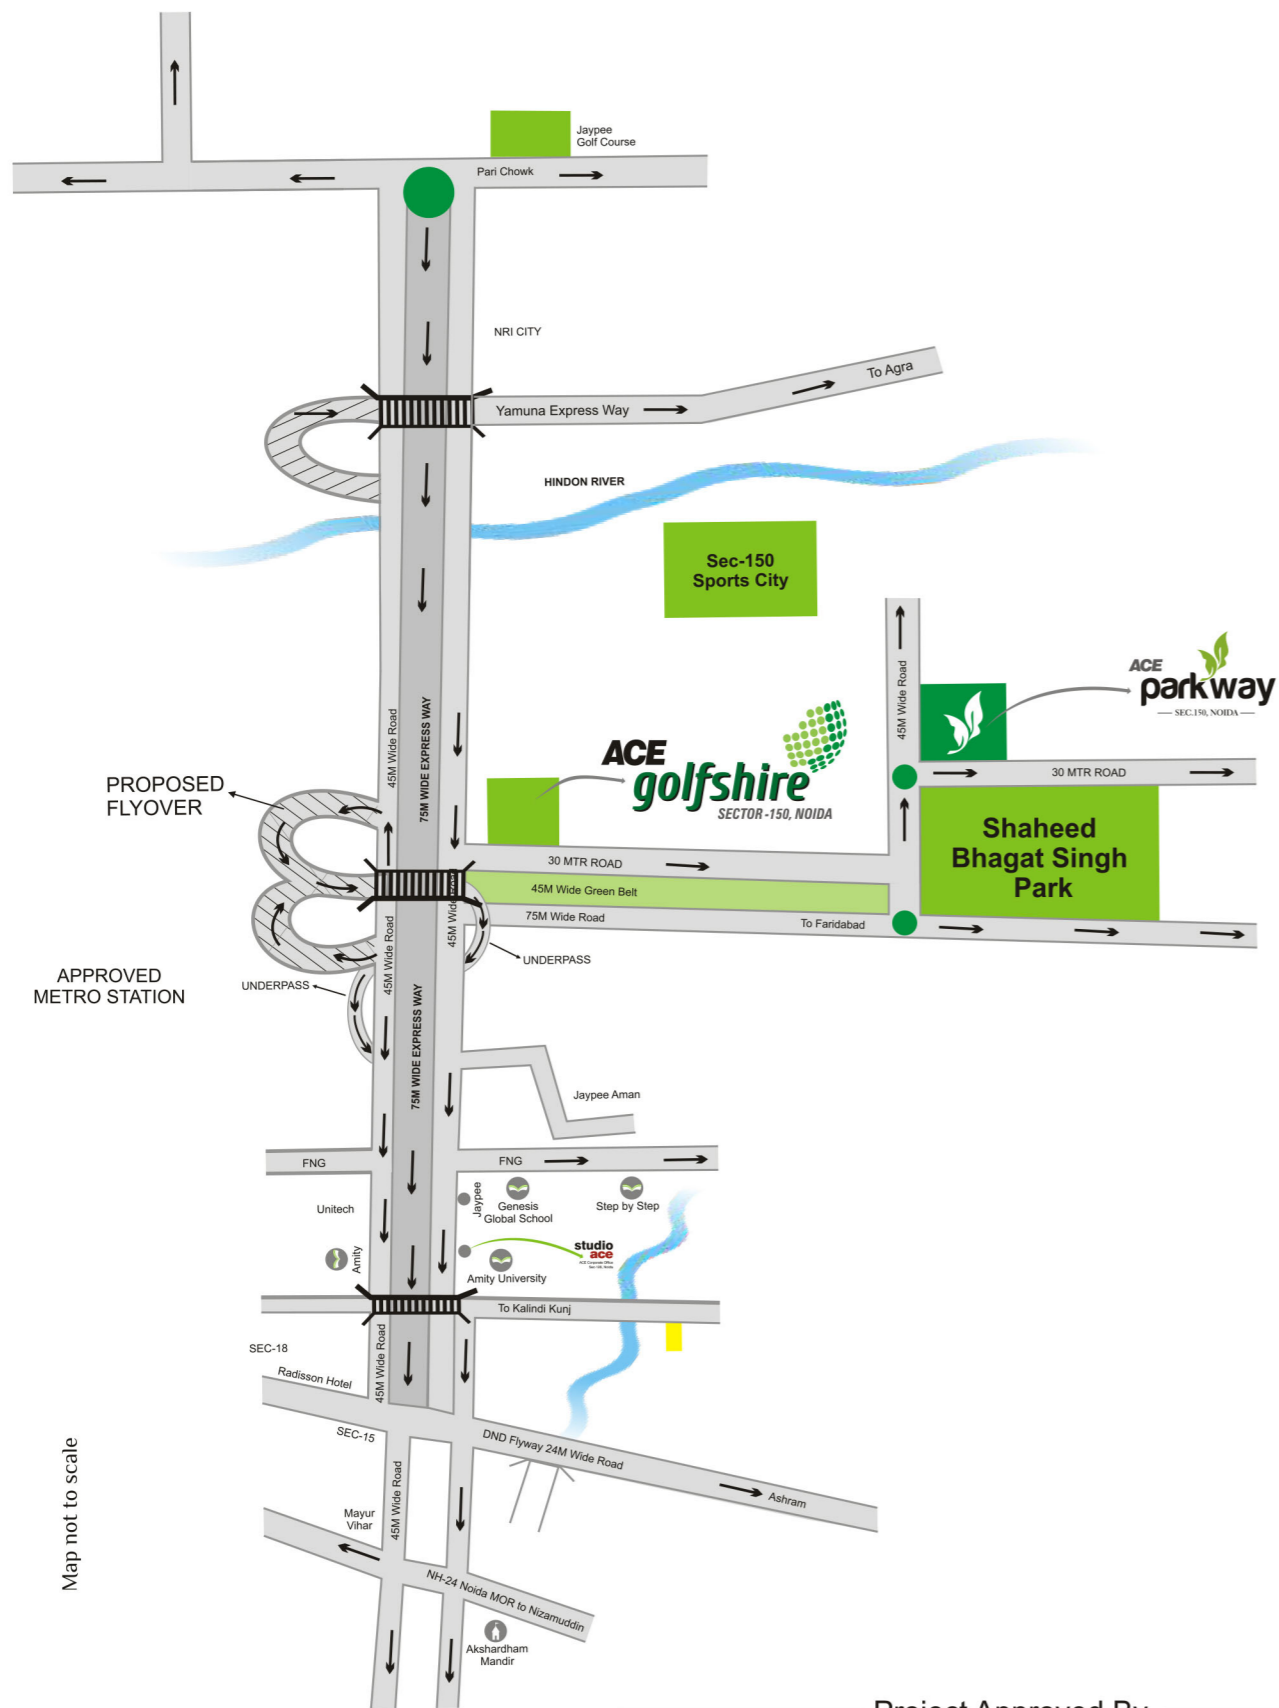 Jaypee
Golf Course
Pari Chowk
NRI CITY
To Agra
Yamuna Express Way
HINDON RIVER
Sec-150
Sports City
45M Wide Road
ACE
parkway
SEC.150, NOIDA
45M Wide Road
75M WIDE EXPRESS WAY
ACE
golfshire
SECTOR-150, NOIDA
30 MTR ROAD
PROPOSED
FLYOVER
Shaheed
Bhagat Singh
Park
30 MTR ROAD
45M Wide Green Belt
75M Wide Road
To Faridabad
45M Wide Road
45M Wide
UNDERPASS
APPROVED
METRO STATION
UNDERPASS
75M WIDE EXPRESS WAY
Jaypee Aman
FNG
FNG
Unitech
Jaypee
Genesis
Global School
Step by Step
Amity
studio
ace
Amity University
To Kalindi Kunj
SEC-18
45M Wide Road
Radisson Hotel
SEC-15
DND Flyway 24M Wide Road
Ashram
45M Wide Road
Mayur
Vihar
NH-24 Noida MOR to Nizamuddin
Akshardham
Mandir
Map not to scale
Project Approved By